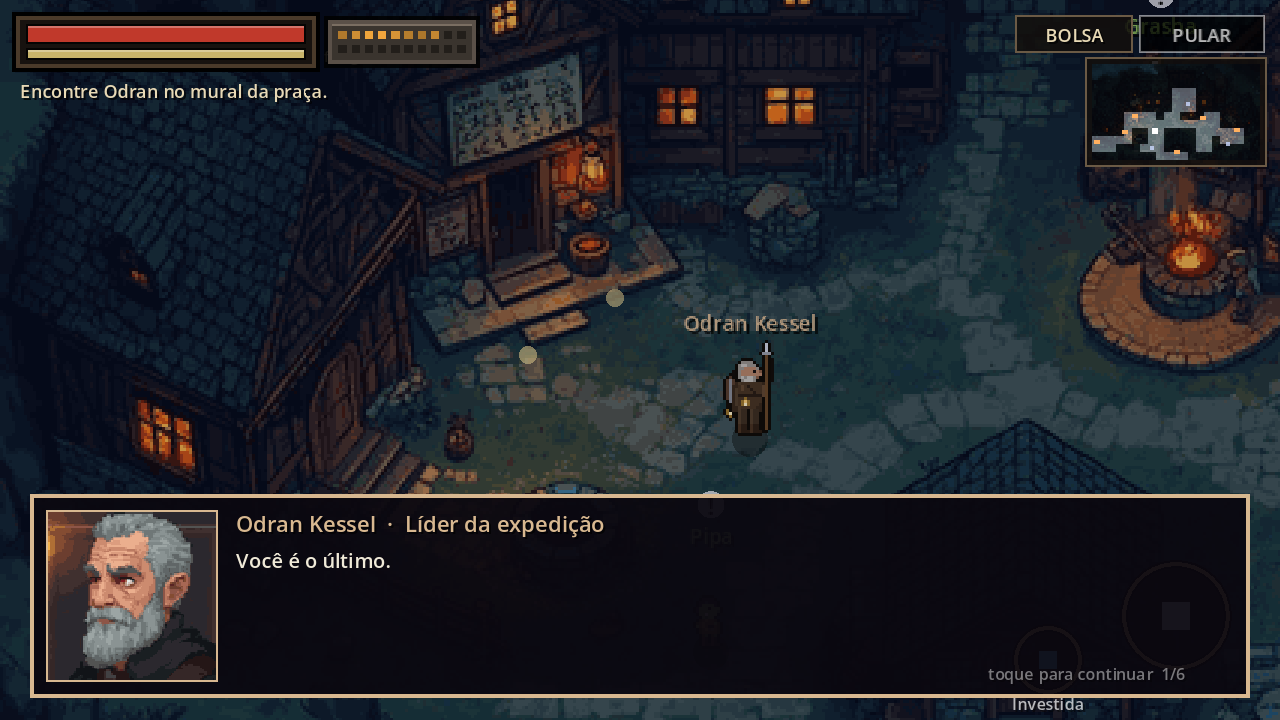 BOLSA
PULAR
Grasha
Encontre Odran no mural da praça.
Odran Kessel
Odran Kessel · Líder da expedição
Você é o último.
Pipa
toque para continuar 1/6
Investida